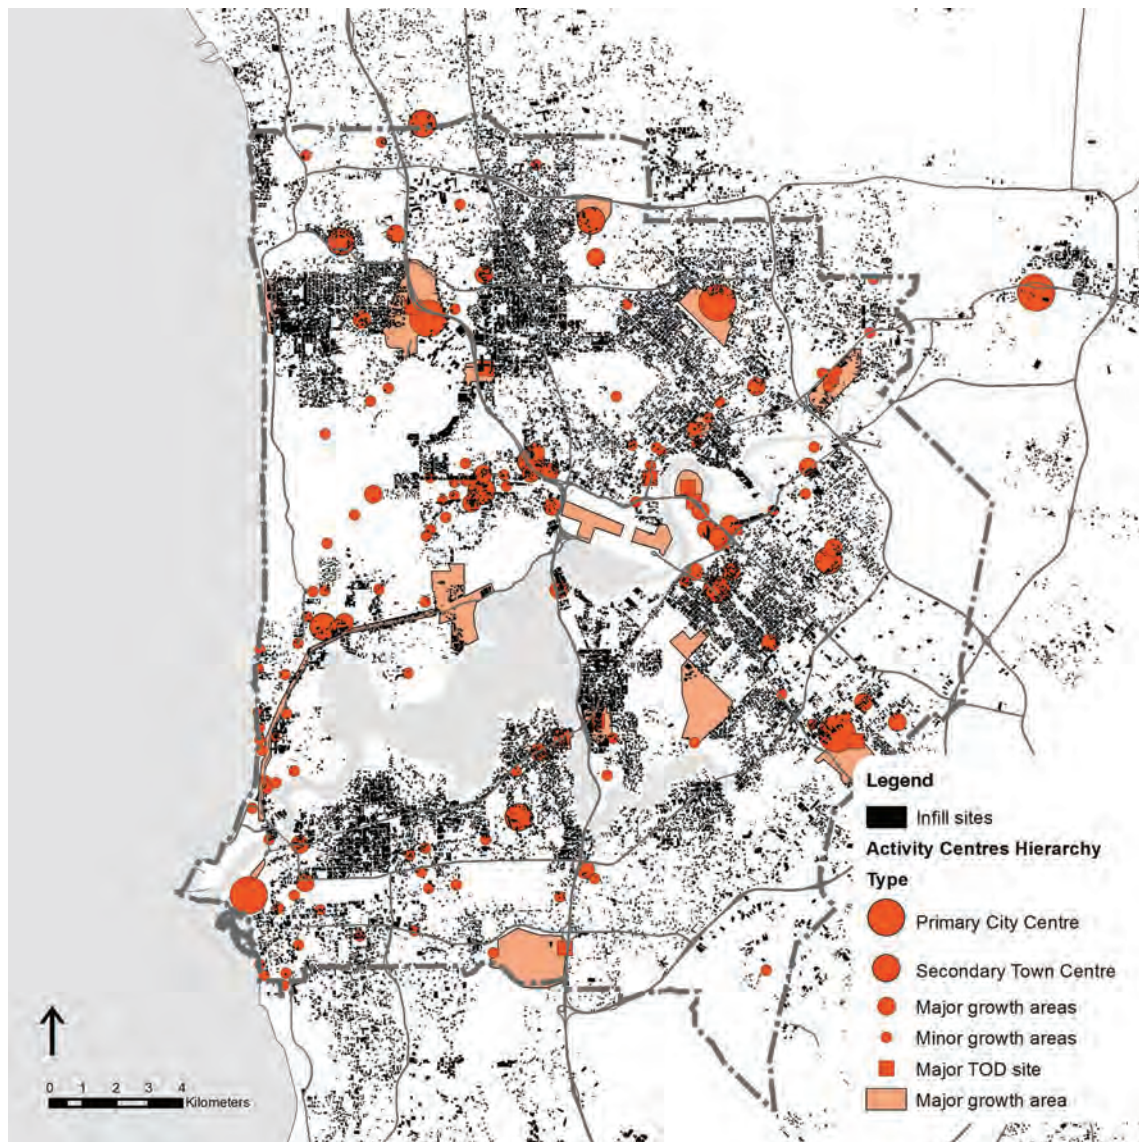 Legend
Infill sites
Activity Centres Hierarchy
Type
Primary City Centre
Secondary Town Centre
Major growth areas
Minor growth areas
Major TOD site
Major growth area
0 1 2 3 4
Kilometers